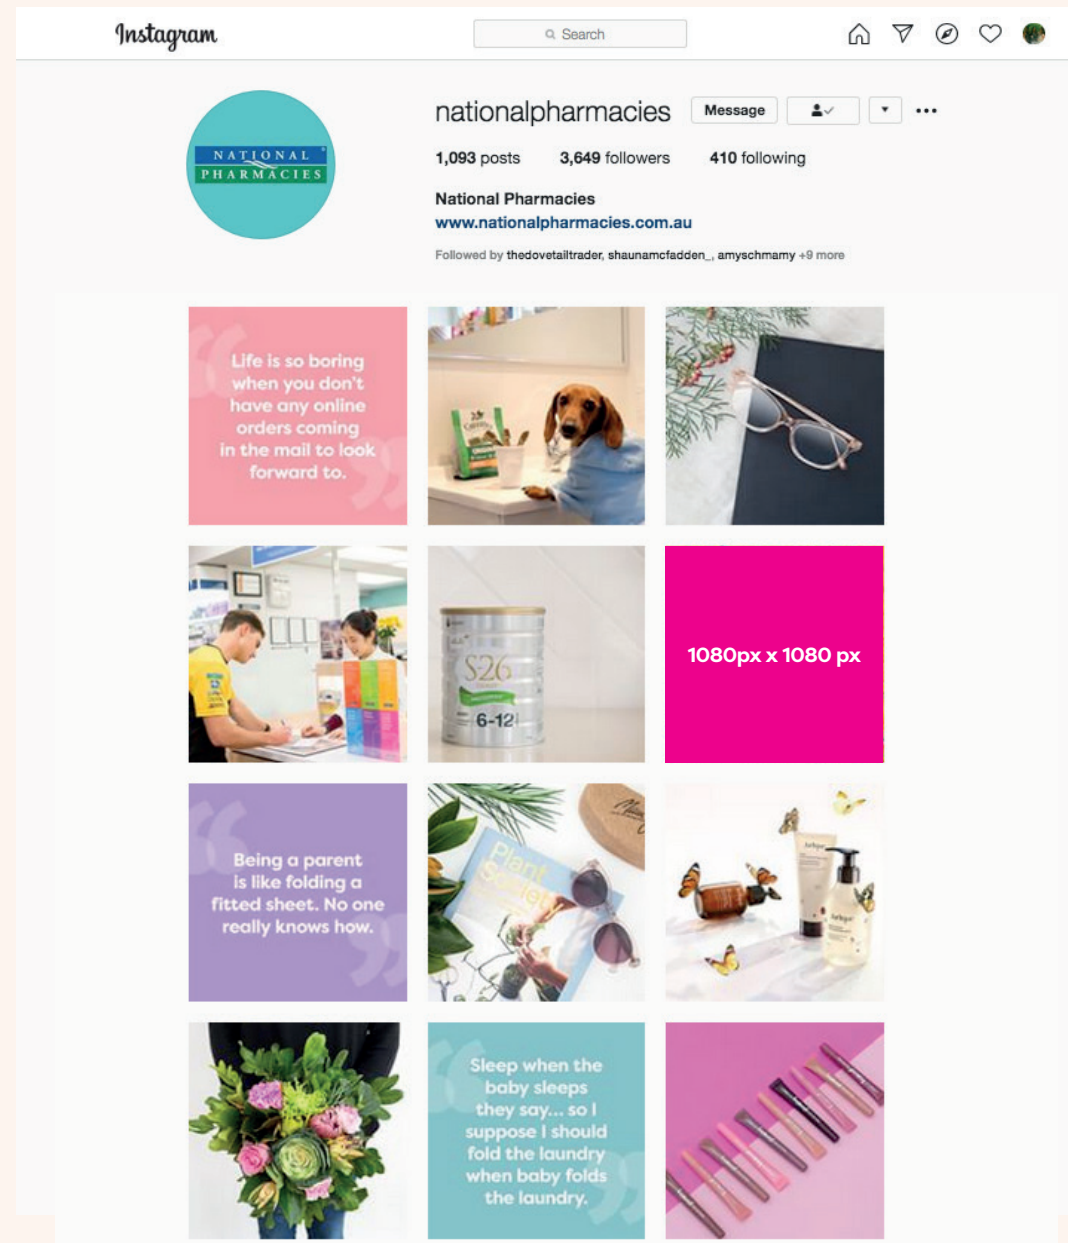 Instagram
Search
nationalpharmacies
Message
1,093 posts 3,649 followers 410 following
NATIONAL
PHARMACIES
National Pharmacies
www.nationalpharmacies.com.au
Followed by thedovetailtrader, shaunamcfadden_, amyschmamy +9 more
Life is so boring
when you don't
have any online
orders coming
in the mail to look
forward to.
S-26
6-12
1080px x 1080 px
Being a parent
is like folding a
fitted sheet. No one
really knows how.
Plant
Society
Jurlique
Jurlique
Sleep when the
baby sleeps
they say... so I
suppose I should
fold the laundry
when baby folds
the laundry.